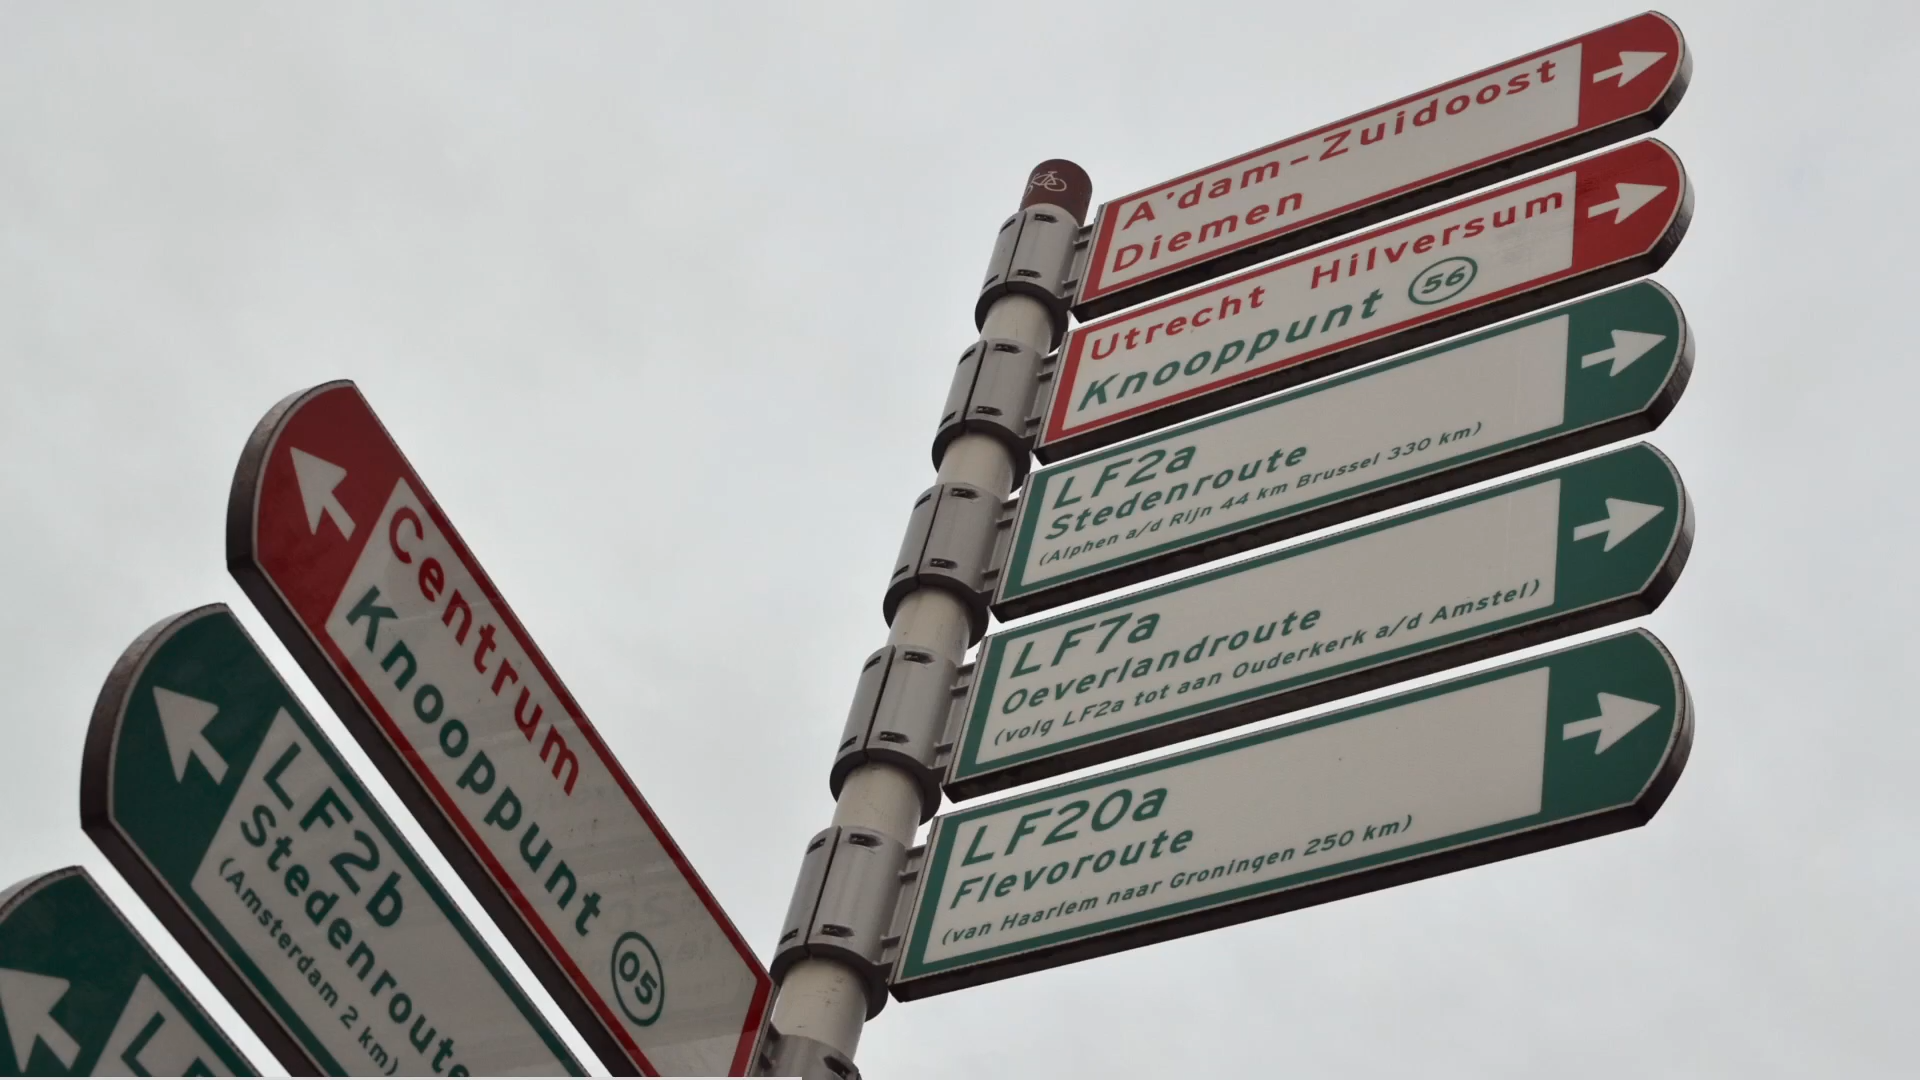 A'dam-Zuidoost
Diemen
Utrecht Hilversum
Knooppunt 56
LF2a
Stedenroute
(Alphen a/d Rijn 44 km Brussel 330 km)
LF7a
Oeverlandroute
(volg LF2a tot aan Ouderkerk a/d Amstel)
LF20a
Flevoroute
(van Haarlem naar Groningen 250 km)
Centrum
Knooppunt 05
LF2b
Stedenroute
(Amsterdam 2 km)